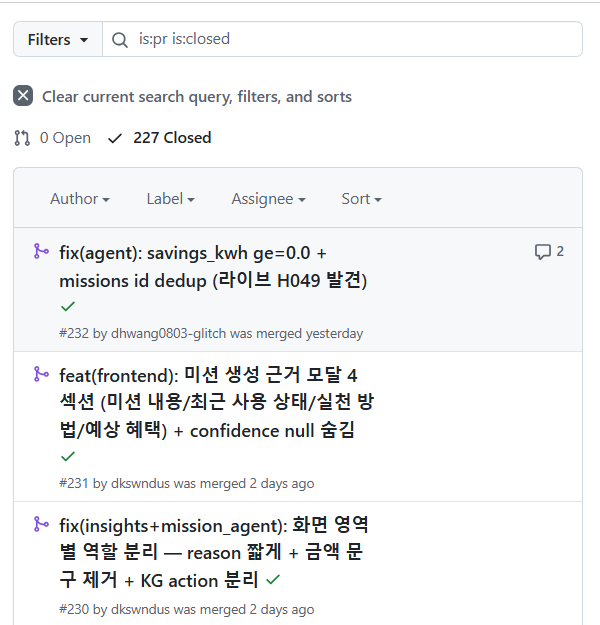 Filters
is:pr is:closed
Clear current search query, filters, and sorts
0 Open 227 Closed
Author Label Assignee Sort
fix(agent): savings_kwh ge=0.0 + 2
missions id dedup (라이브 H049 발견)
#232 by dhwang0803-glitch was merged yesterday
feat(frontend): 미션 생성 근거 모달 4
섹션 (미션 내용/최근 사용 상태/실천 방
법/예상 혜택) + confidence null 숨김
#231 by dkswndus was merged 2 days ago
fix(insights+mission_agent): 화면 영역
별 역할 분리 — reason 짧게 + 금액 문
구 제거 + KG action 분리
#230 by dkswndus was merged 2 days ago